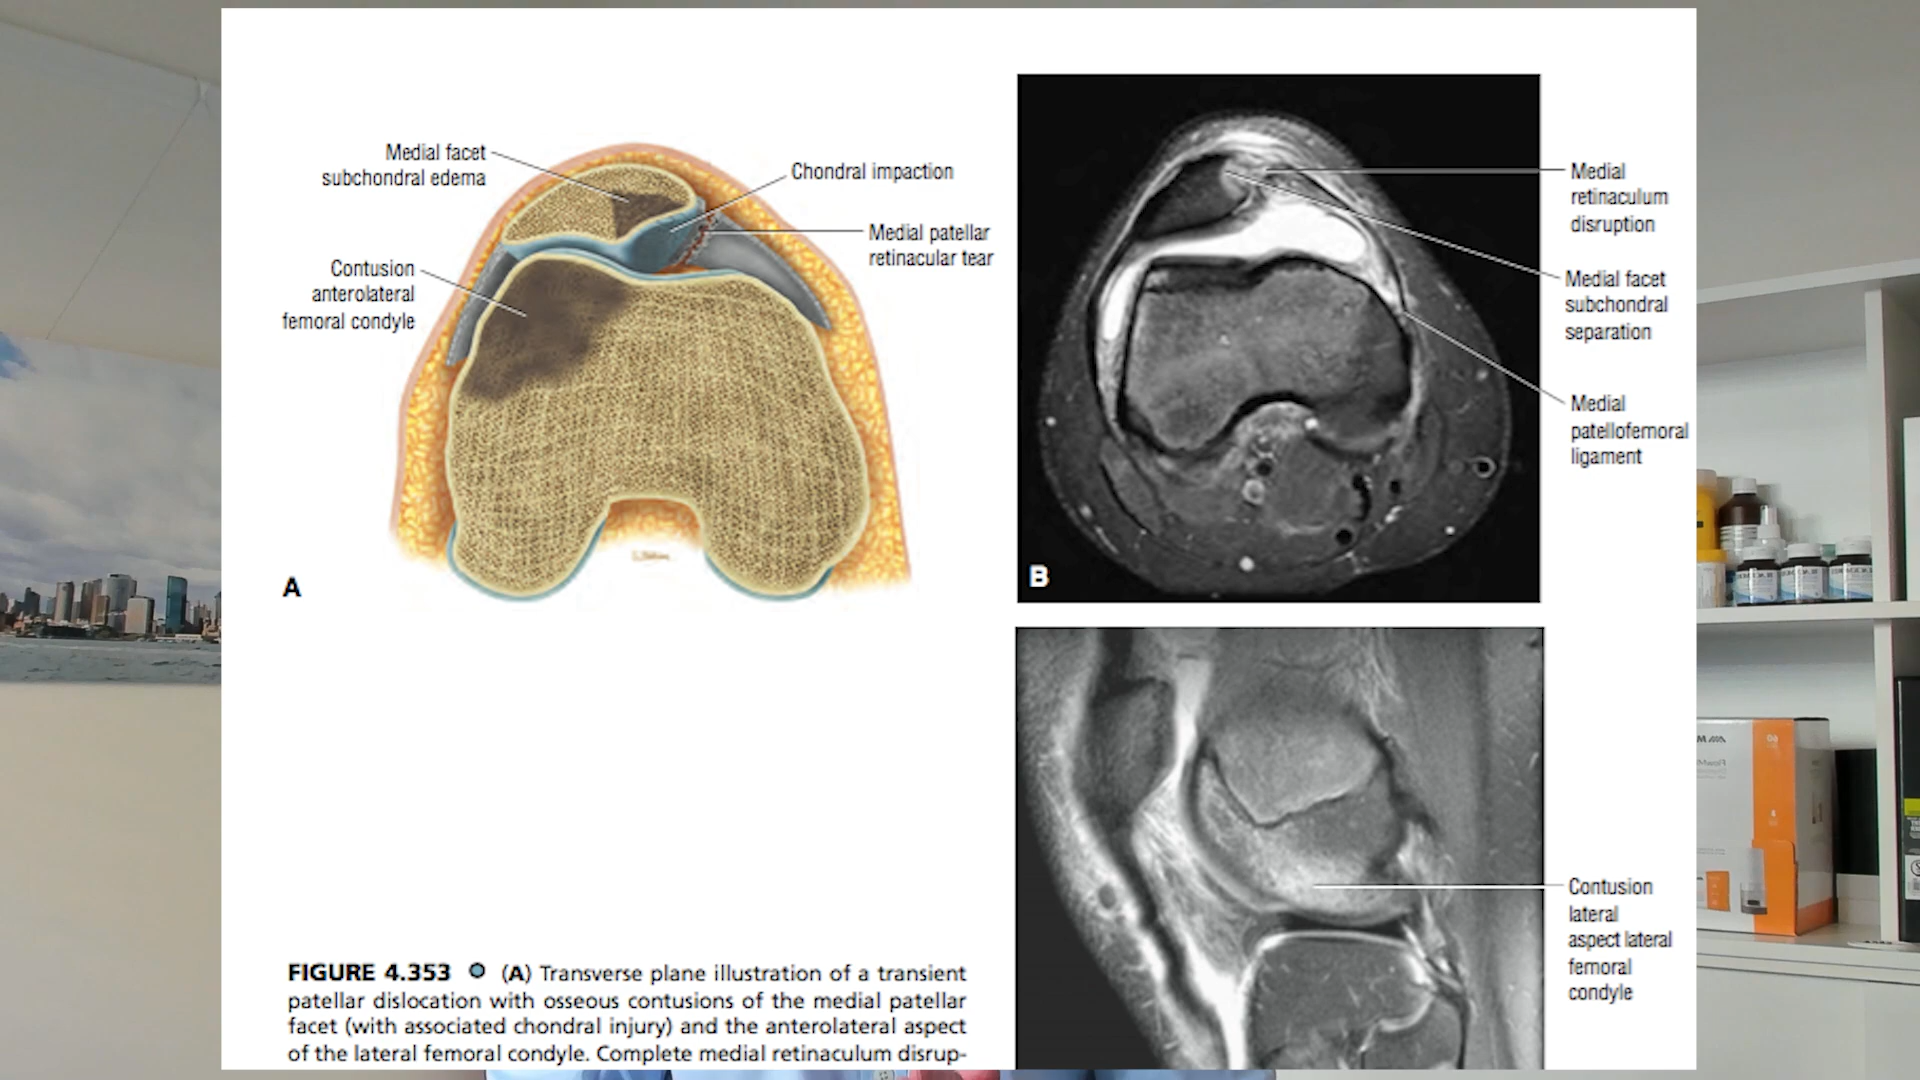 Medial facet
subchondral edema
Chondral impaction
Medial patellar
retinacular tear
Contusion
anterolateral
femoral condyle
A
Medial
retinaculum
disruption
Medial facet
subchondral
separation
Medial
patellofemoral
ligament
B
Contusion
lateral
aspect lateral
femoral
condyle
FIGURE 4.353 (A) Transverse plane illustration of a transient
patellar dislocation with osseous contusions of the medial patellar
facet (with associated chondral injury) and the anterolateral aspect
of the lateral femoral condyle. Complete medial retinaculum disrup-